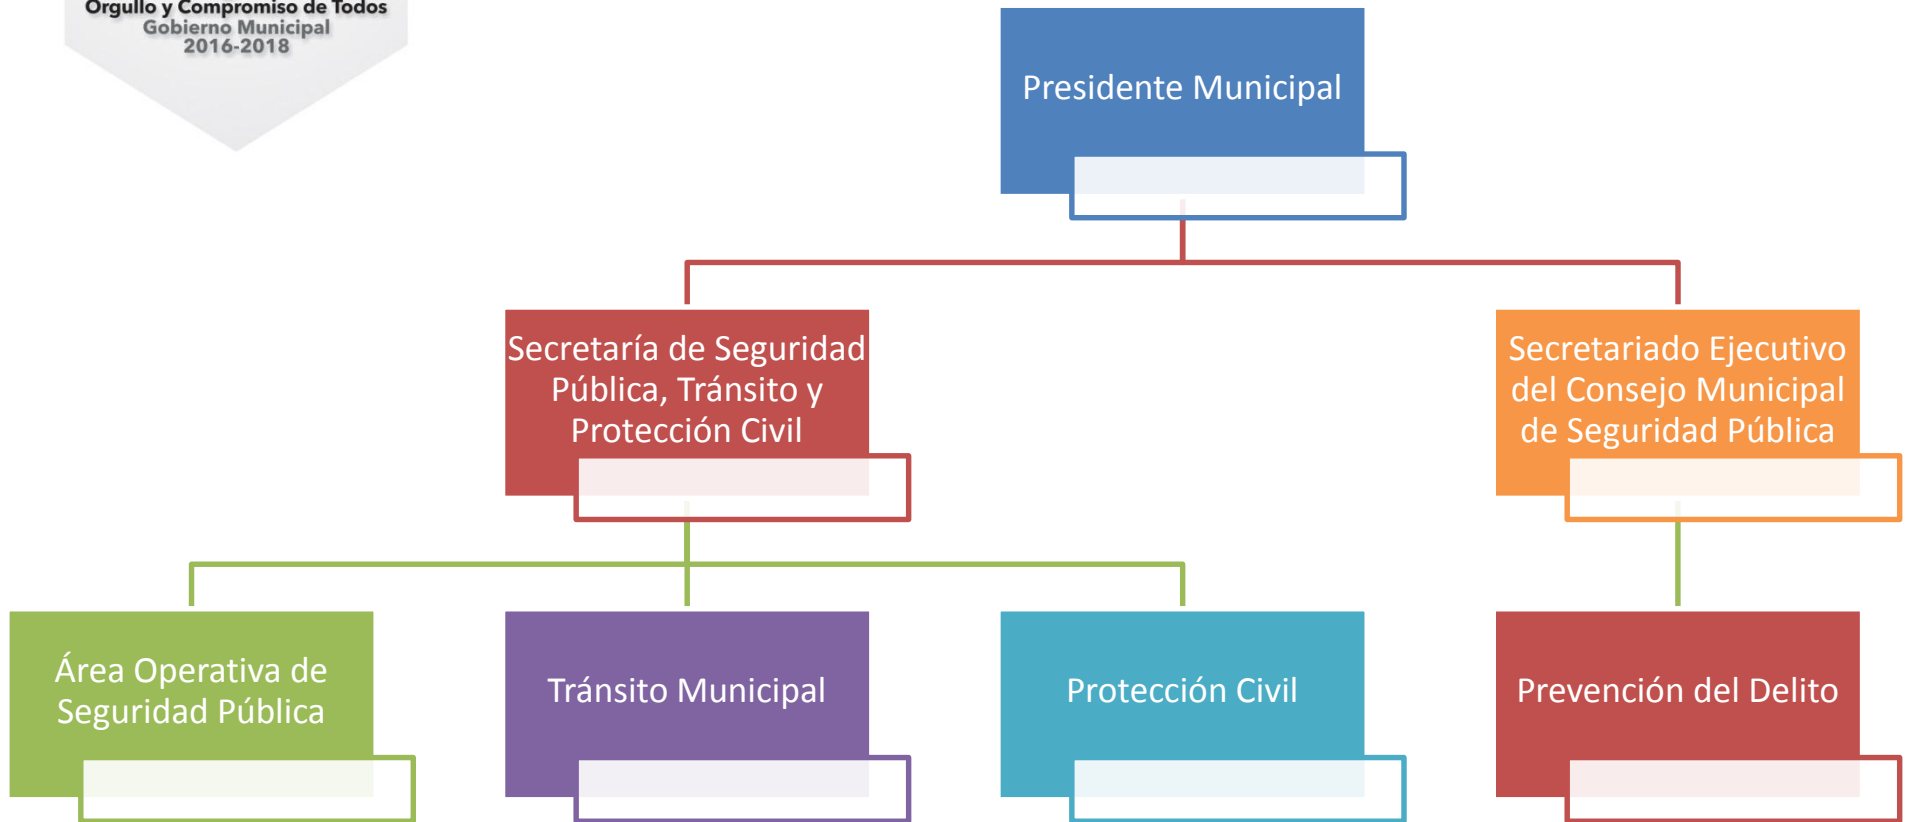 Orgullo y Compromiso de Todos
Gobierno Municipal
2016-2018
Presidente Municipal
Secretaría de Seguridad
Pública, Tránsito y
Protección Civil
Secretariado Ejecutivo
del Consejo Municipal
de Seguridad Pública
Área Operativa de
Seguridad Pública
Tránsito Municipal
Protección Civil
Prevención del Delito